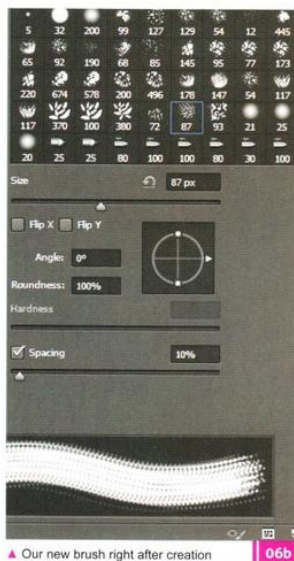 5 32 200 99 127 129 54 12 445
65 92 190 68 85 145 95 77 173
220 674 578 200 496 178 147 54 117
117 370 100 380 72 87 93 21 25
20 25 25 80 100 100 80 30 100
Size 87 px
Flip X Flip Y
Angle: 0º
Roundness: 100%
Hardness
Spacing 10%
▲ Our new brush right after creation 06b